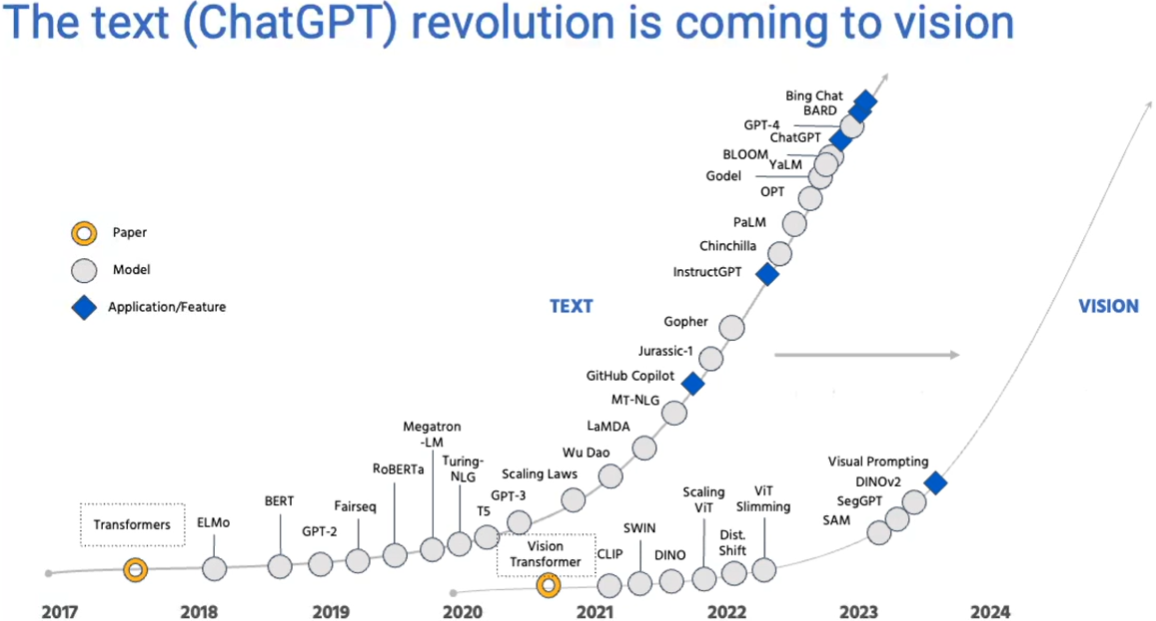 The text (ChatGPT) revolution is coming to vision
Bing Chat
BARD
GPT-4
ChatGPT
BLOOM
YaLM
Godel
OPT
PaLM
Chinchilla
InstructGPT
Paper
Model
Application/Feature
TEXT
VISION
Gopher
Jurassic-1
GitHub Copilot
MT-NLG
LaMDA
Wu Dao
Scaling Laws
GPT-3
T5
Turing-
NLG
Megatron
-LM
RoBERTa
Fairseq
GPT-2
BERT
ELMo
Transformers
Vision
Transformer
CLIP
SWIN
DINO
Scaling
ViT
Dist.
Shift
ViT
Slimming
SAM
SegGPT
DINOv2
Visual Prompting
2017
2018
2019
2020
2021
2022
2023
2024